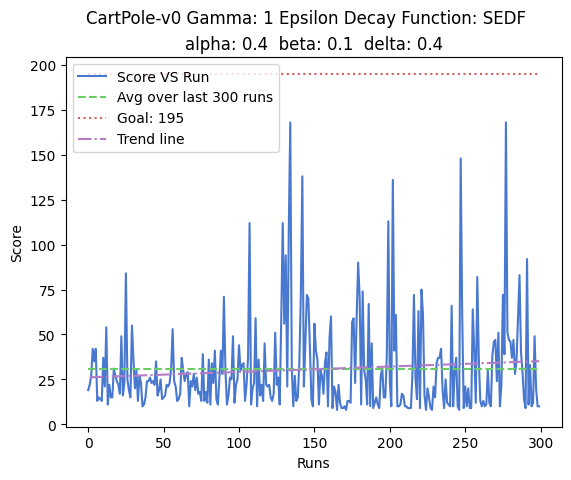 CartPole-v0 Gamma: 1 Epsilon Decay Function: SEDF
alpha: 0.4  beta: 0.1  delta: 0.4
Score VS Run
Avg over last 300 runs
Goal: 195
Trend line
200
175
150
125
100
75
50
25
0
Score
0
50
100
150
200
250
300
Runs